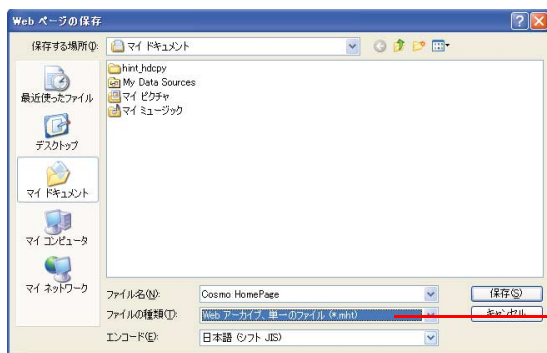 Web ページの保存
保存する場所(I):
マイ ドキュメント
hint_hdcpy
My Data Sources
マイ ピクチャ
マイ ミュージック
最近使ったファイル
デスクトップ
マイ ドキュメント
マイ コンピュータ
マイ ネットワーク
ファイル名(N):
Cosmo HomePage
保存(S)
ファイルの種類(T):
Web アーカイブ、単一のファイル (*.mht)
キャンセル
エンコード(E):
日本語 (シフト JIS)